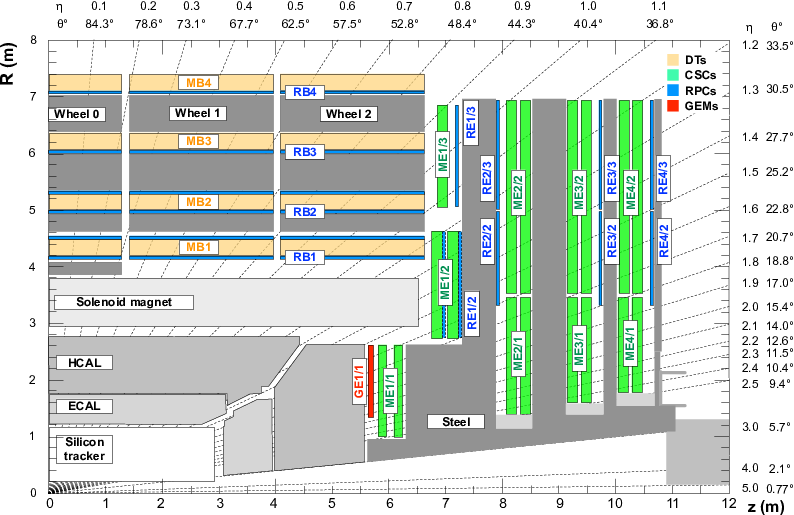 η 0.1 0.2 0.3 0.4 0.5 0.6 0.7 0.8 0.9 1.0 1.1
θ° 84.3° 78.6° 73.1° 67.7° 62.5° 57.5° 52.8° 48.4° 44.3° 40.4° 36.8° η θ°
R (m)
8
7
6
5
4
3
2
1
0
1.2 33.5°
1.3 30.5°
1.4 27.7°
1.5 25.2°
1.6 22.8°
1.7 20.7°
1.8 18.8°
1.9 17.0°
2.0 15.4°
2.1 14.0°
2.2 12.6°
2.3 11.5°
2.4 10.4°
2.5 9.4°
3.0 5.7°
4.0 2.1°
5.0 0.77°
DTs
CSCs
RPCs
GEMs
MB4
RB4
Wheel 0
Wheel 1
Wheel 2
MB3
RB3
MB2
RB2
MB1
RB1
Solenoid magnet
HCAL
ECAL
Silicon
tracker
Steel
GE1/1
ME1/1
ME1/2
ME1/3
RE1/3
RE1/2
RE2/3
RE2/2
ME2/2
ME2/1
ME3/2
ME3/1
RE3/3
RE3/2
ME4/2
ME4/1
RE4/3
RE4/2
0 1 2 3 4 5 6 7 8 9 10 11 12
z (m)